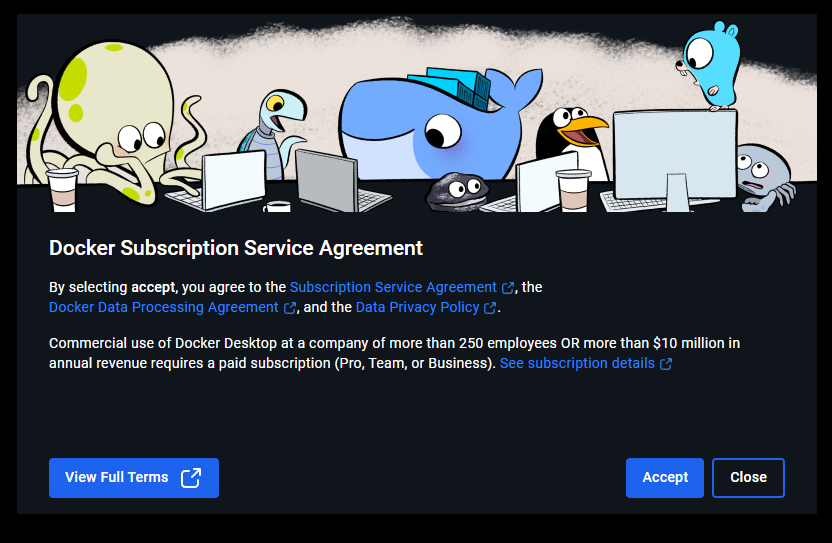 Docker Subscription Service Agreement
By selecting accept, you agree to the Subscription Service Agreement, the
Docker Data Processing Agreement, and the Data Privacy Policy.
Commercial use of Docker Desktop at a company of more than 250 employees OR more than $10 million in
annual revenue requires a paid subscription (Pro, Team, or Business). See subscription details
View Full Terms
Accept
Close